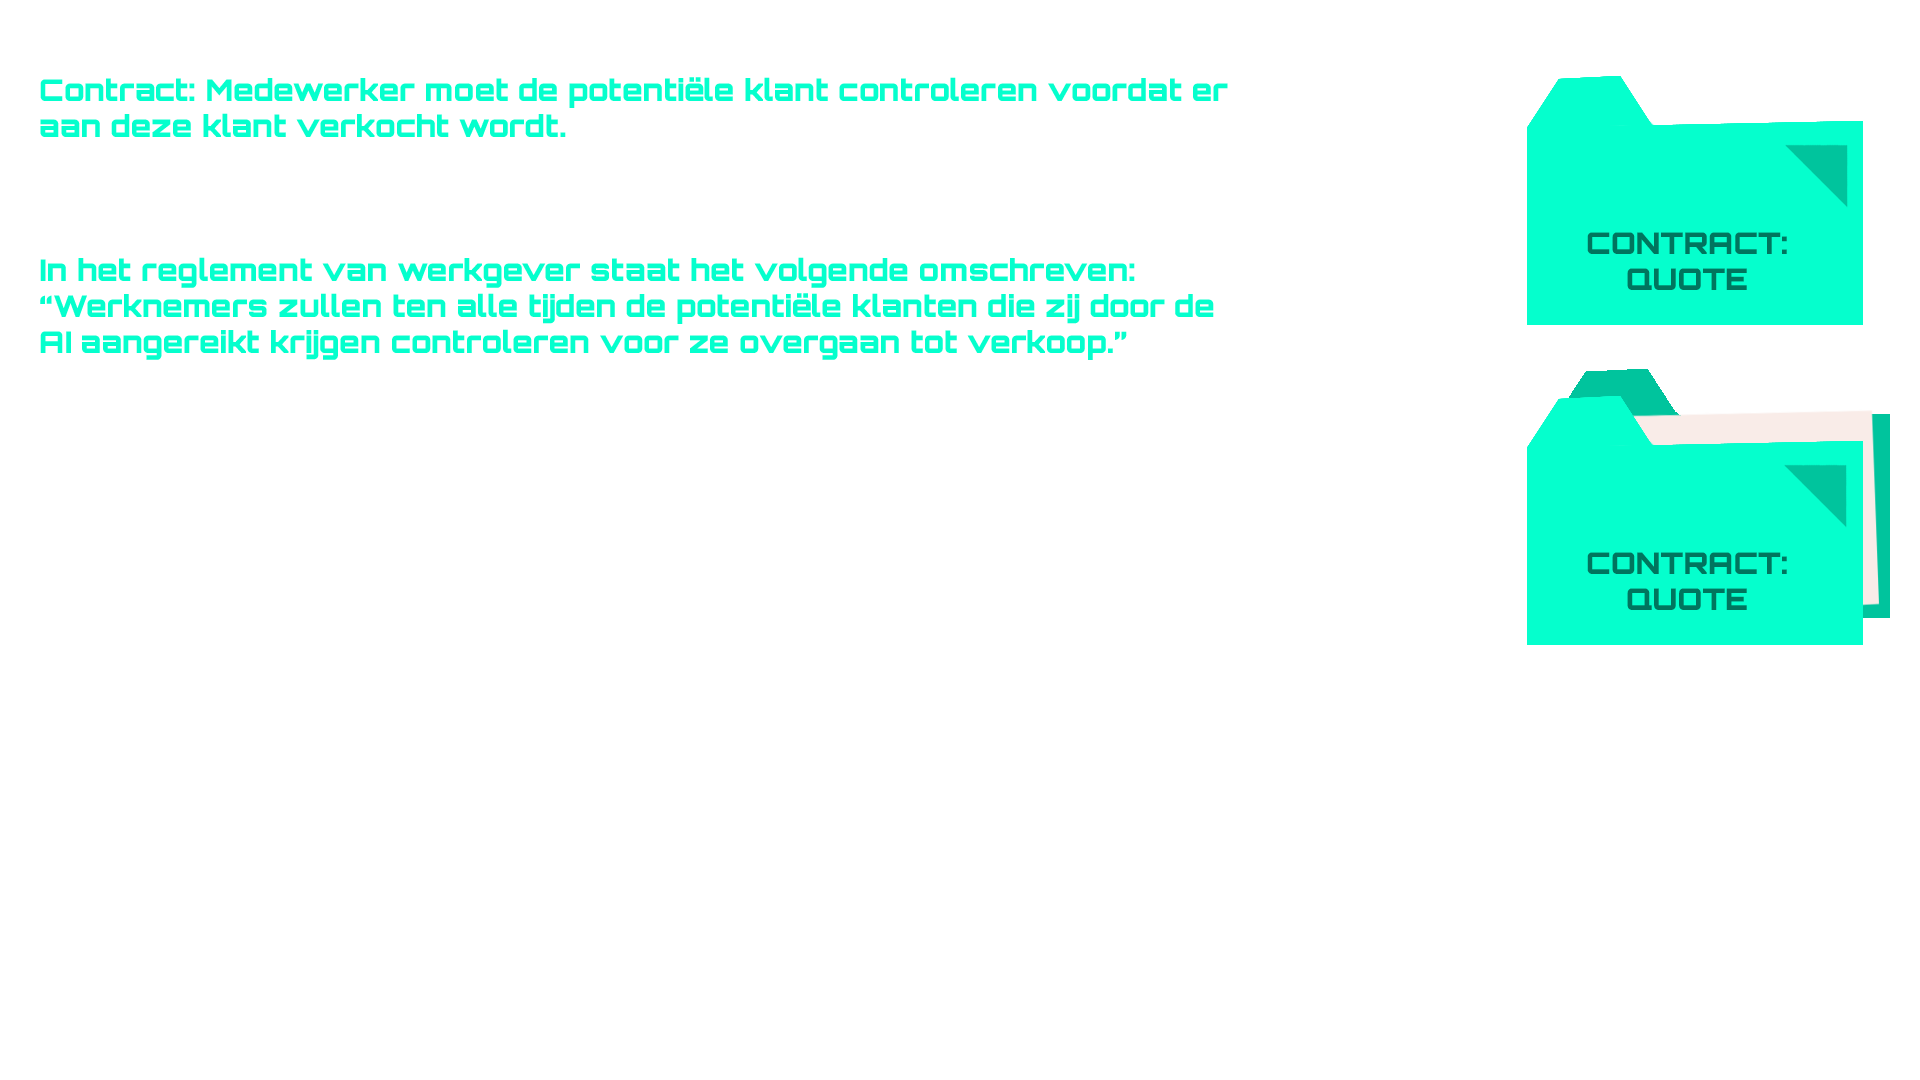 Contract: Medewerker moet de potentiële klant controleren voordat er
aan deze klant verkocht wordt.
In het reglement van werkgever staat het volgende omschreven:
“Werknemers zullen ten alle tijden de potentiële klanten die zij door de
AI aangereikt krijgen controleren voor ze overgaan tot verkoop.”
CONTRACT:
QUOTE
CONTRACT:
QUOTE